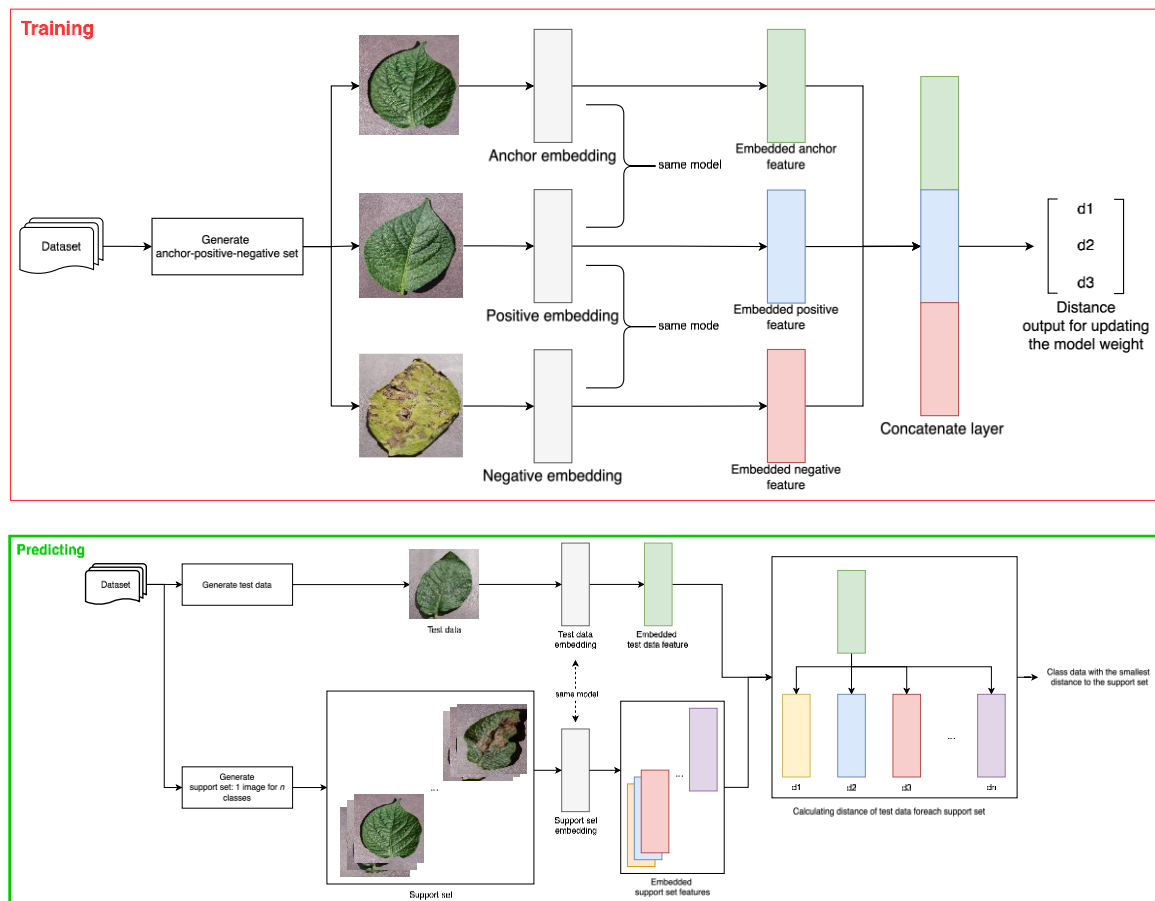 Training
Dataset
Generate
anchor-positive-negative set
Anchor embedding
Positive embedding
Negative embedding
same model
same mode
Embedded anchor
feature
Embedded positive
feature
Embedded negative
feature
Concatenate layer
d1
d2
d3
Distance
output for updating
the model weight
Predicting
Dataset
Generate test data
Test data
Test data
embedding
Embedded
test data feature
same model
Generate
support set: 1 image for n
classes
...
Support set
Support set
embedding
...
Embedded
support set features
...
d1
d2
d3
dn
Calculating distance of test data foreach support set
Class data with the smallest
distance to the support set